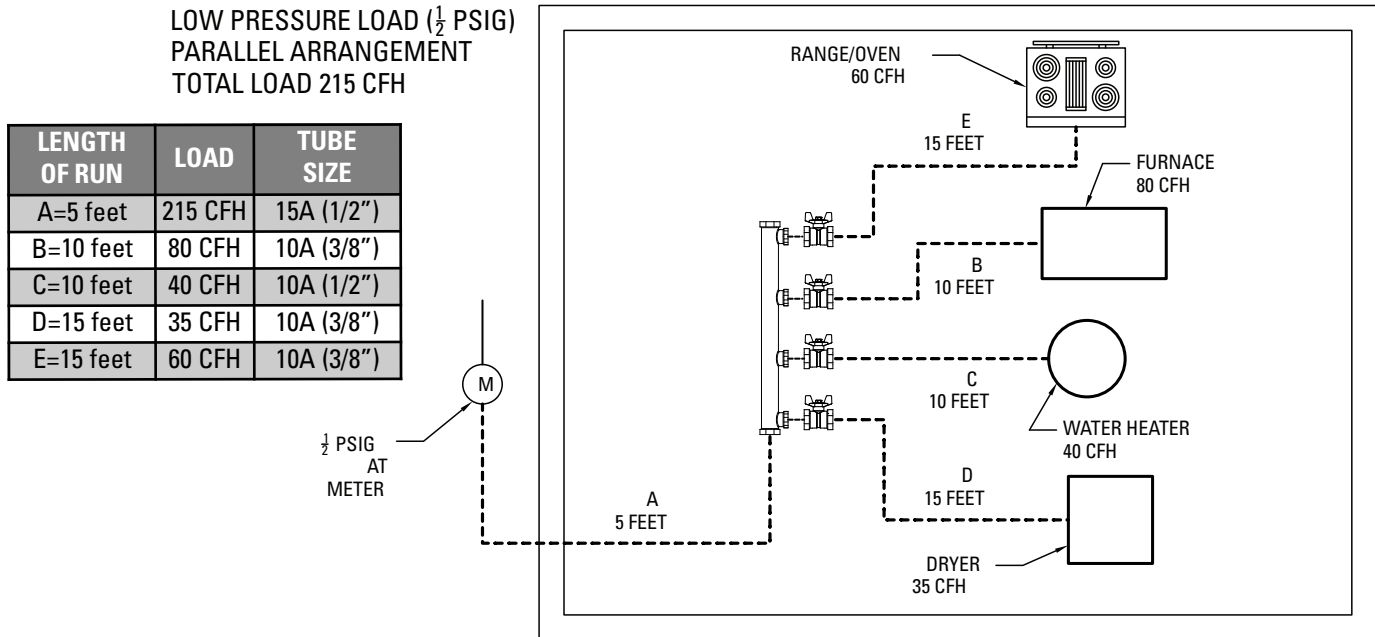 LOW PRESSURE LOAD (½ PSIG)
PARALLEL ARRANGEMENT
TOTAL LOAD 215 CFH
LENGTH OF RUN LOAD TUBE SIZE
A=5 feet 215 CFH 15A (1/2”)
B=10 feet 80 CFH 10A (3/8”)
C=10 feet 40 CFH 10A (1/2”)
D=15 feet 35 CFH 10A (3/8”)
E=15 feet 60 CFH 10A (3/8”)
M
½ PSIG
AT
METER
A
5 FEET
RANGE/OVEN
60 CFH
E
15 FEET
FURNACE
80 CFH
B
10 FEET
C
10 FEET
WATER HEATER
40 CFH
D
15 FEET
DRYER
35 CFH